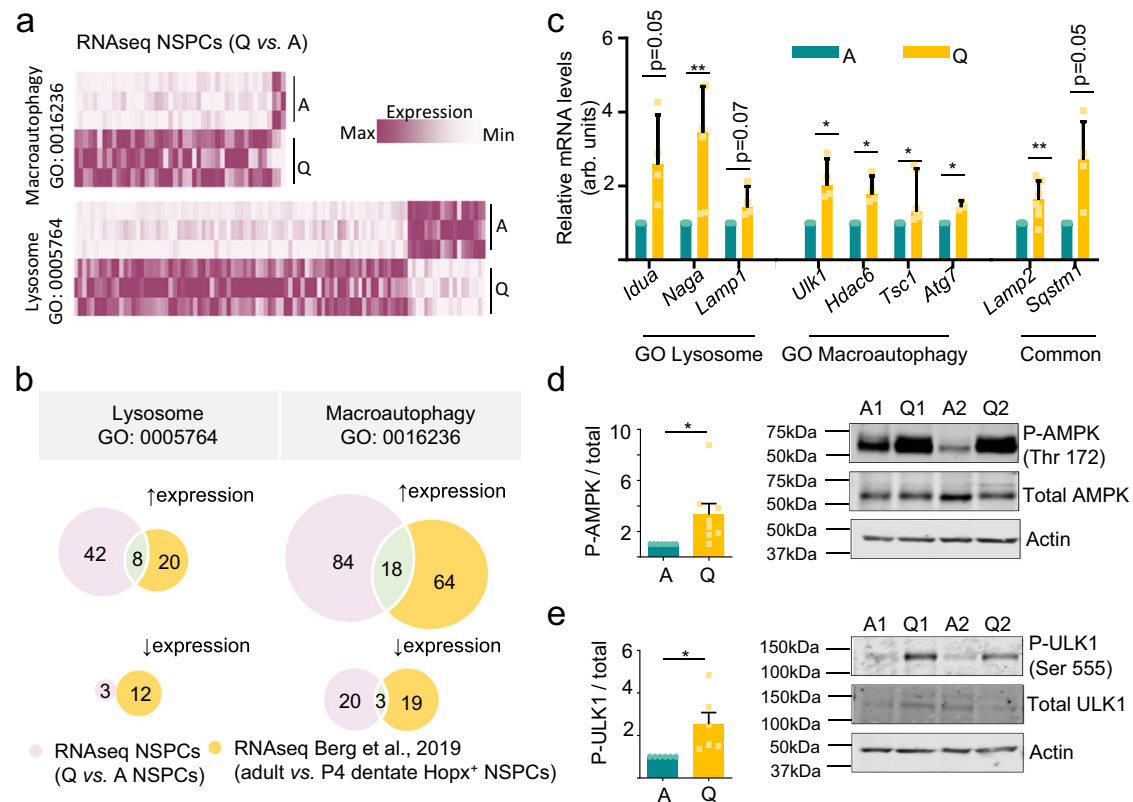 a
RNAseq NSPCs (Q vs. A)
Macroautophagy
GO: 0016236
A
Q
Expression
Max
Min
Lysosome
GO: 0005764
A
Q
b
Lysosome
GO: 0005764
Macroautophagy
GO: 0016236
↑expression
42
8
20
↑expression
84
18
64
↓expression
3
12
↓expression
20
3
19
RNAseq NSPCs
(Q vs. A NSPCs)
RNAseq Berg et al., 2019
(adult vs. P4 dentate Hopx⁺ NSPCs)
c
Relative mRNA levels
(arb. units)
6
4
2
A
Q
p=0.05
**
p=0.07
*
*
*
*
**
p=0.05
Idua
Naga
Lamp1
Ulk1
Hdac6
Tsc1
Atg7
Lamp2
Sqstm1
GO Lysosome
GO Macroautophagy
Common
d
P-AMPK / total
10
6
4
2
*
A
Q
A1 Q1 A2 Q2
75kDa
50kDa
P-AMPK
(Thr 172)
75kDa
50kDa
Total AMPK
50kDa
37kDa
Actin
e
P-ULK1 / total
6
4
2
*
A
Q
A1 Q1 A2 Q2
150kDa
100kDa
P-ULK1
(Ser 555)
150kDa
100kDa
Total ULK1
50kDa
37kDa
Actin